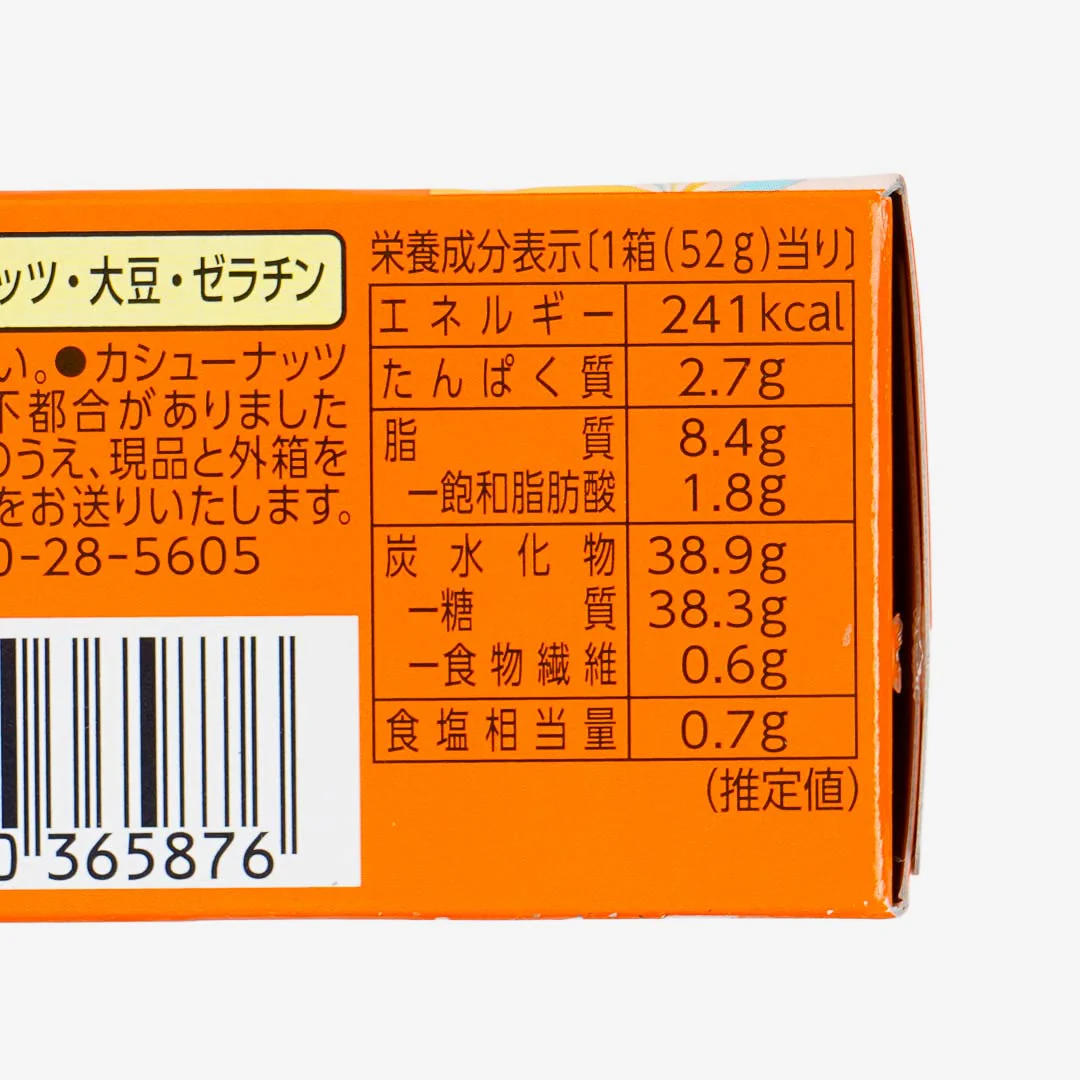 ッツ・大豆・ゼラチン
い。●カシューナッツ
不都合がありました
のうえ、現品と外箱を
をお送りいたします。
0-28-5605
365876
栄養成分表示〔1箱(52g)当り〕
エネルギー 241kcal
たんぱく質 2.7g
脂質 8.4g
―飽和脂肪酸 1.8g
炭水化物 38.9g
―糖質 38.3g
―食物繊維 0.6g
食塩相当量 0.7g
(推定値)